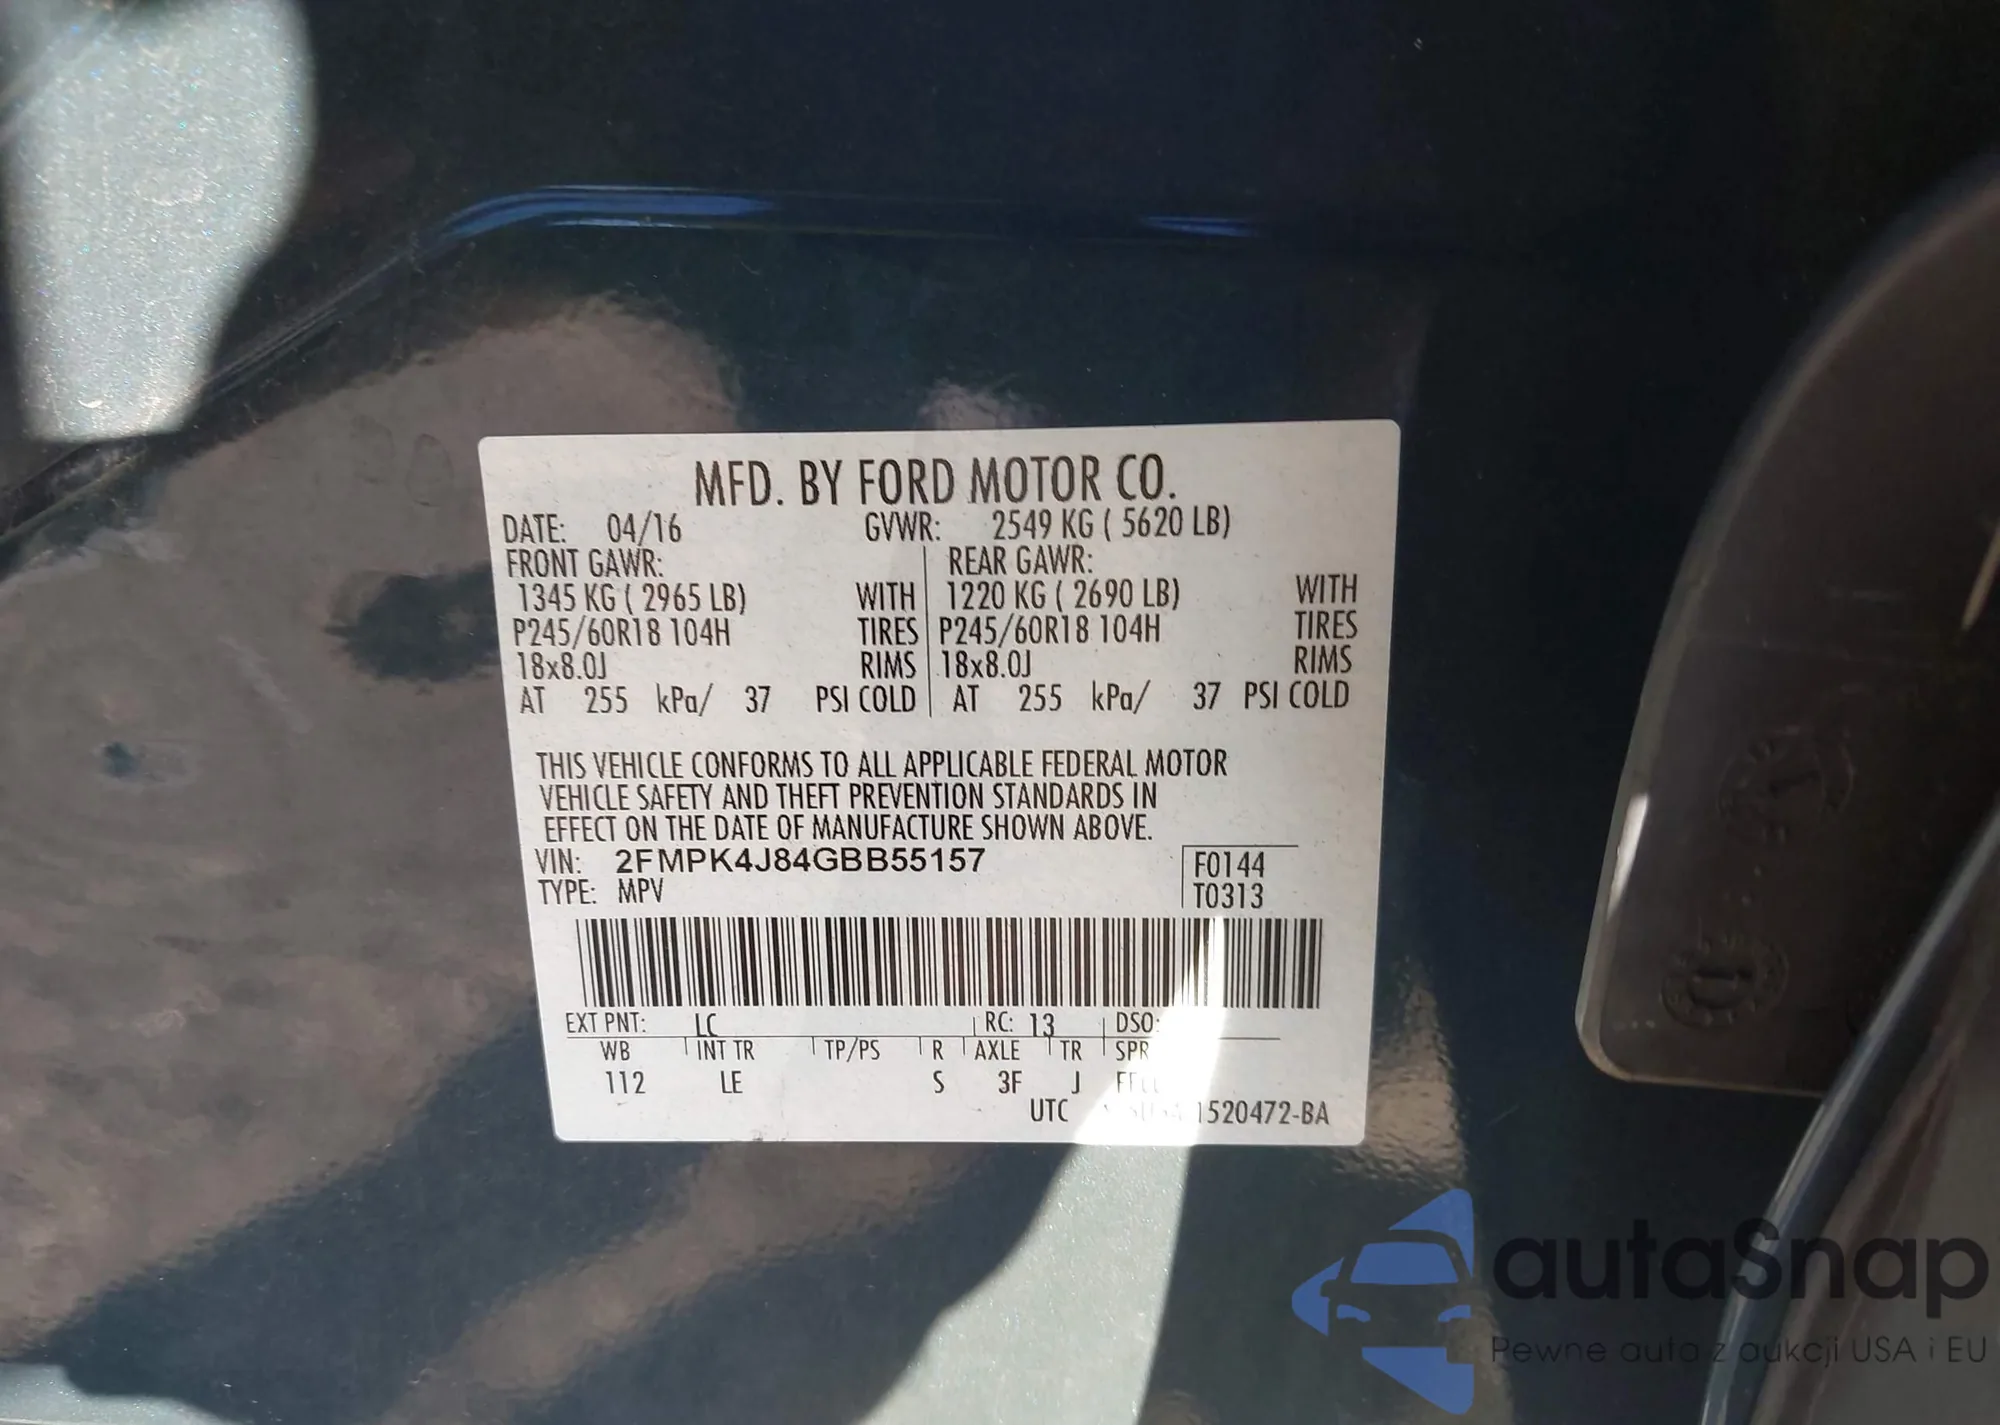 MFD. BY FORD MOTOR CO.
DATE: 04/16 GVWR: 2549 KG ( 5620 LB)
FRONT GAWR: REAR GAWR:
1345 KG ( 2965 LB) WITH 1220 KG ( 2690 LB) WITH
P245/60R18 104H TIRES P245/60R18 104H TIRES
18x8.0J RIMS 18x8.0J RIMS
AT 255 kPa/ 37 PSI COLD AT 255 kPa/ 37 PSI COLD
THIS VEHICLE CONFORMS TO ALL APPLICABLE FEDERAL MOTOR
VEHICLE SAFETY AND THEFT PREVENTION STANDARDS IN
EFFECT ON THE DATE OF MANUFACTURE SHOWN ABOVE.
VIN: 2FMPK4J84GBB55157 F0144
TYPE: MPV T0313
EXT PNT: LC RC: 13 DSO:
WB INT TR TP/PS R AXLE TR SPR
112 LE S 3F J
UTC 1520472-BA
autaSnap
Pewne auta z aukcji USA i EU